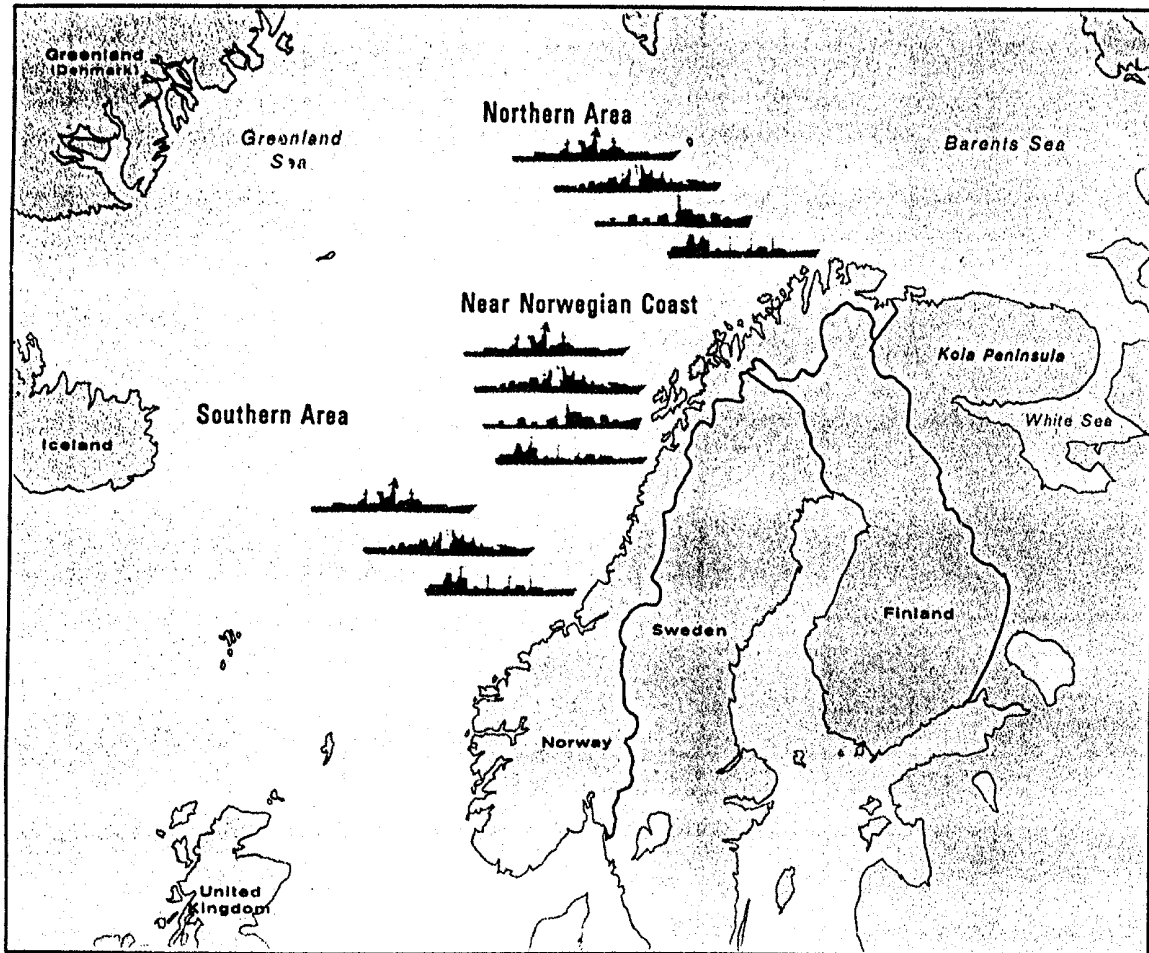 Greenland
(Denmark)
Northern Area
Greenland
Sea
Barents Sea
Near Norwegian Coast
Kola Peninsula
White Sea
Southern Area
Iceland
Finland
Sweden
Norway
United
Kingdom